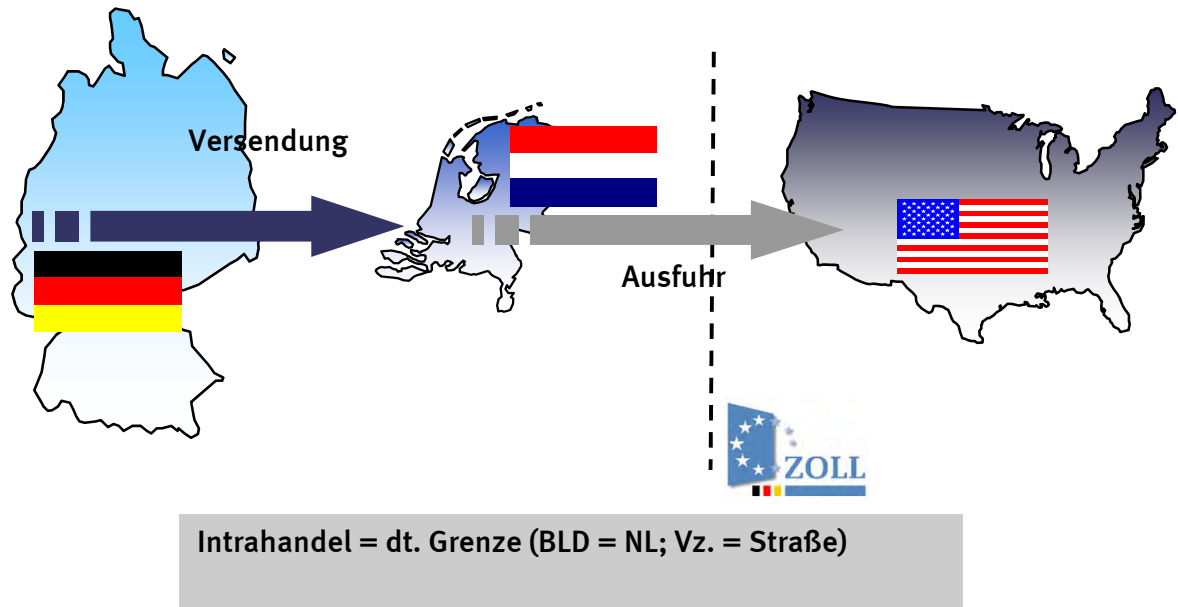 Versendung
Ausfuhr
ZOLL
Intrahandel = dt. Grenze (BLD = NL; Vz. = Straße)